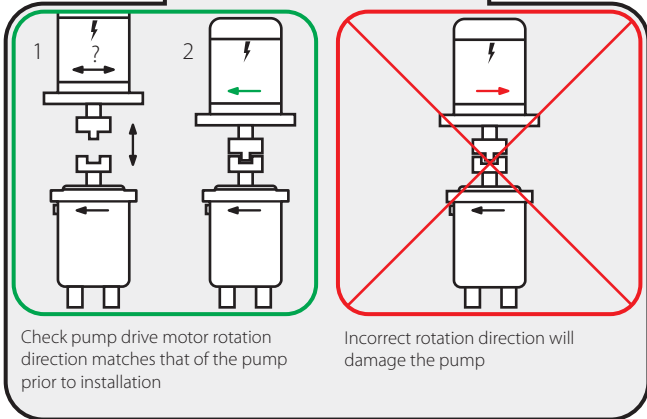 1
?
2
Check pump drive motor rotation
direction matches that of the pump
prior to installation
Incorrect rotation direction will
damage the pump